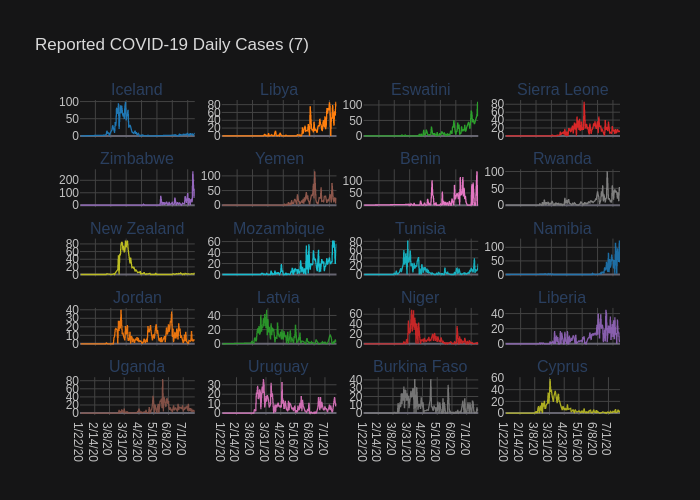 Reported COVID-19 Daily Cases (7)
Iceland Libya Eswatini Sierra Leone
100 50 0
80 60 40 20 0
100 50 0
80 60 40 20 0
Zimbabwe Yemen Benin Rwanda
200 100 0
100 50 0
100 50 0
100 50 0
New Zealand Mozambique Tunisia Namibia
80 60 40 20 0
60 40 20 0
80 60 40 20 0
100 50 0
Jordan Latvia Niger Liberia
40 30 20 10 0
40 20 0
60 40 20 0
40 20 0
Uganda Uruguay Burkina Faso Cyprus
80 60 40 20 0
30 20 10 0
40 30 20 10 0
60 40 20 0
1/22/20 2/14/20 3/8/20 3/31/20 4/23/20 5/16/20 6/8/20 7/1/20
1/22/20 2/14/20 3/8/20 3/31/20 4/23/20 5/16/20 6/8/20 7/1/20
1/22/20 2/14/20 3/8/20 3/31/20 4/23/20 5/16/20 6/8/20 7/1/20
1/22/20 2/14/20 3/8/20 3/31/20 4/23/20 5/16/20 6/8/20 7/1/20